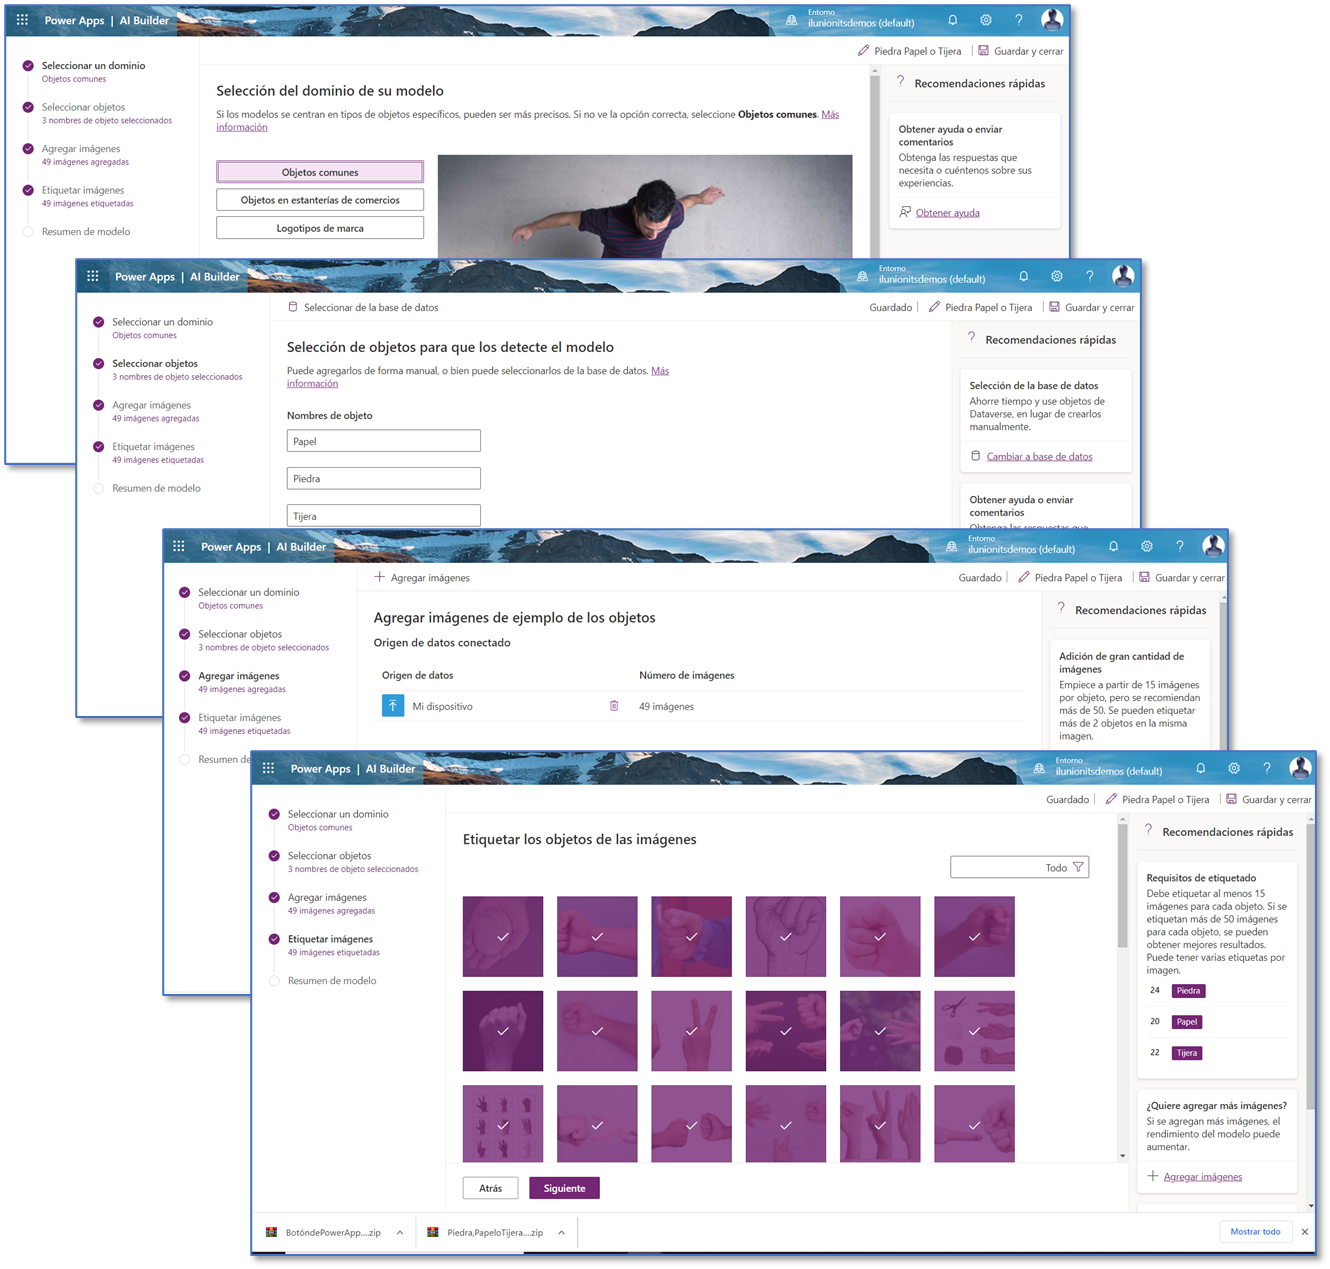 Power Apps | AI Builder
Entorno
ilunionitsdemos (default)
?
Piedra Papel o Tijera
Guardar y cerrar
Seleccionar un dominio
Objetos comunes
Seleccionar objetos
3 nombres de objeto seleccionados
Agregar imágenes
49 imágenes agregadas
Etiquetar imágenes
49 imágenes etiquetadas
Resumen de modelo
Selección del dominio de su modelo
Si los modelos se centran en tipos de objetos específicos, pueden ser más precisos. Si no ve la opción correcta, seleccione Objetos comunes. Más
información
Objetos comunes
Objetos en estanterías de comercios
Logotipos de marca
? Recomendaciones rápidas
Obtener ayuda o enviar
comentarios
Obtenga las respuestas que
necesita o cuéntenos sobre sus
experiencias.
Obtener ayuda
Power Apps | AI Builder
Entorno
ilunionitsdemos (default)
?
Seleccionar de la base de datos
Guardado
Piedra Papel o Tijera
Guardar y cerrar
Seleccionar un dominio
Objetos comunes
Seleccionar objetos
3 nombres de objeto seleccionados
Agregar imágenes
49 imágenes agregadas
Etiquetar imágenes
49 imágenes etiquetadas
Resumen de modelo
Selección de objetos para que los detecte el modelo
Puede agregarlos de forma manual, o bien puede seleccionarlos de la base de datos. Más
información
Nombres de objeto
Papel
Piedra
Tijera
? Recomendaciones rápidas
Selección de la base de datos
Ahorre tiempo y use objetos de
Dataverse, en lugar de crearlos
manualmente.
Cambiar a base de datos
Obtener ayuda o enviar
comentarios
Obtenga las respuestas que
Power Apps | AI Builder
Entorno
ilunionitsdemos (default)
?
Agregar imágenes
Guardado
Piedra Papel o Tijera
Guardar y cerrar
Seleccionar un dominio
Objetos comunes
Seleccionar objetos
3 nombres de objeto seleccionados
Agregar imágenes
49 imágenes agregadas
Etiquetar imágenes
49 imágenes etiquetadas
Resumen de
Agregar imágenes de ejemplo de los objetos
Origen de datos conectado
Origen de datos
Número de imágenes
Mi dispositivo
49 imágenes
? Recomendaciones rápidas
Adición de gran cantidad de
imágenes
Empiece a partir de 15 imágenes
por objeto, pero se recomiendan
más de 50. Se pueden etiquetar
más de 2 objetos en la misma
imagen.
Power Apps | AI Builder
Entorno
ilunionitsdemos (default)
?
Guardado
Piedra Papel o Tijera
Guardar y cerrar
Seleccionar un dominio
Objetos comunes
Seleccionar objetos
3 nombres de objeto seleccionados
Agregar imágenes
49 imágenes agregadas
Etiquetar imágenes
49 imágenes etiquetadas
Resumen de modelo
Etiquetar los objetos de las imágenes
Todo
? Recomendaciones rápidas
Requisitos de etiquetado
Debe etiquetar al menos 15
imágenes para cada objeto. Si se
etiquetan más de 50 imágenes
para cada objeto, se pueden
obtener mejores resultados.
Puede tener varias etiquetas por
imagen.
24 Piedra
20 Papel
22 Tijera
¿Quiere agregar más imágenes?
Si se agregan más imágenes, el
rendimiento del modelo puede
aumentar.
Agregar imágenes
Atrás
Siguiente
BotóndePowerApp....zip
Piedra,PapeloTijera....zip
Mostrar todo